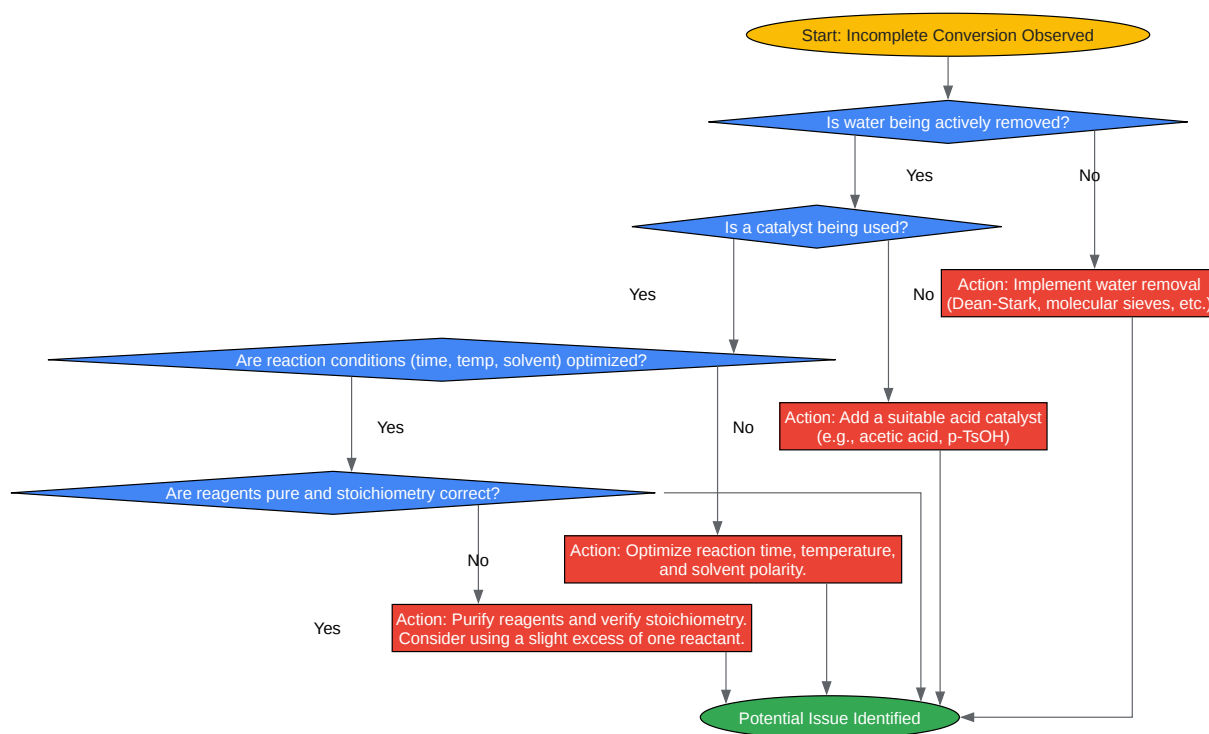 Start: Incomplete Conversion Observed
Is water being actively removed?
Yes
No
Is a catalyst being used?
Yes
No
Action: Implement water removal
(Dean-Stark, molecular sieves, etc.)
Are reaction conditions (time, temp, solvent) optimized?
Yes
No
Action: Add a suitable acid catalyst
(e.g., acetic acid, p-TsOH)
Are reagents pure and stoichiometry correct?
No
Action: Optimize reaction time, temperature,
and solvent polarity.
Yes
Action: Purify reagents and verify stoichiometry.
Consider using a slight excess of one reactant.
Potential Issue Identified